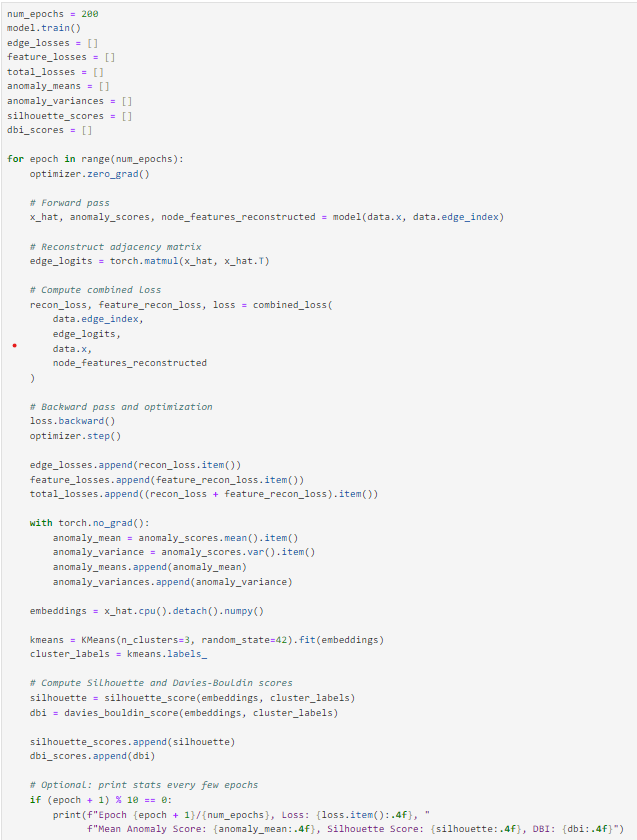 num_epochs = 200
model.train()
edge_losses = []
feature_losses = []
total_losses = []
anomaly_means = []
anomaly_variances = []
silhouette_scores = []
dbi_scores = []

for epoch in range(num_epochs):
    optimizer.zero_grad()

    # Forward pass
    x_hat, anomaly_scores, node_features_reconstructed = model(data.x, data.edge_index)

    # Reconstruct adjacency matrix
    edge_logits = torch.matmul(x_hat, x_hat.T)

    # Compute combined loss
    recon_loss, feature_recon_loss, loss = combined_loss(
        data.edge_index,
        edge_logits,
        data.x,
        node_features_reconstructed
    )

    # Backward pass and optimization
    loss.backward()
    optimizer.step()

    edge_losses.append(recon_loss.item())
    feature_losses.append(feature_recon_loss.item())
    total_losses.append((recon_loss + feature_recon_loss).item())

    with torch.no_grad():
        anomaly_mean = anomaly_scores.mean().item()
        anomaly_variance = anomaly_scores.var().item()
        anomaly_means.append(anomaly_mean)
        anomaly_variances.append(anomaly_variance)

    embeddings = x_hat.cpu().detach().numpy()

    kmeans = KMeans(n_clusters=3, random_state=42).fit(embeddings)
    cluster_labels = kmeans.labels_

    # Compute Silhouette and Davies-Bouldin scores
    silhouette = silhouette_score(embeddings, cluster_labels)
    dbi = davies_bouldin_score(embeddings, cluster_labels)

    silhouette_scores.append(silhouette)
    dbi_scores.append(dbi)

    # Optional: print stats every few epochs
    if (epoch + 1) % 10 == 0:
        print(f"Epoch {epoch + 1}/{num_epochs}, Loss: {loss.item():.4f}, "
              f"Mean Anomaly Score: {anomaly_mean:.4f}, Silhouette Score: {silhouette:.4f}, DBI: {dbi:.4f}")